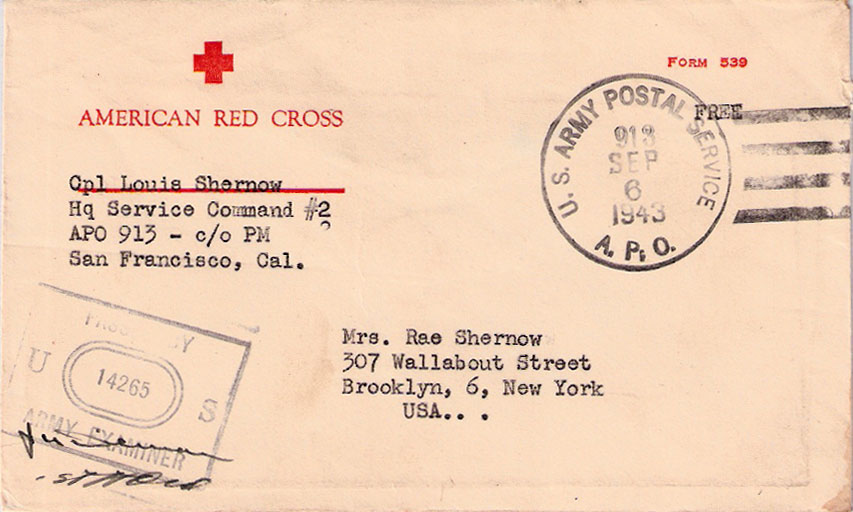 FORM 539
AMERICAN RED CROSS
FREE
U. S. ARMY POSTAL SERVICE
913
SEP
6
1943
A. P. O.
Cpl Louis Shernow
Hq Service Command #2
APO 913 - c/o PM
San Francisco, Cal.
Mrs. Rae Shernow
307 Wallabout Street
Brooklyn, 6, New York
USA.. .
U S
14265
ARMY EXAMINER